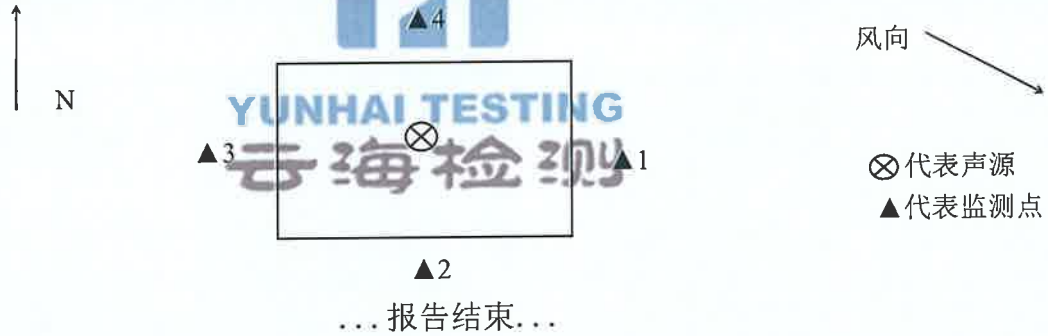 ▲4
风向
N
YUNHAI TESTING
▲3
云海检测
▲1
⊗代表声源
▲代表监测点
▲2
...报告结束...